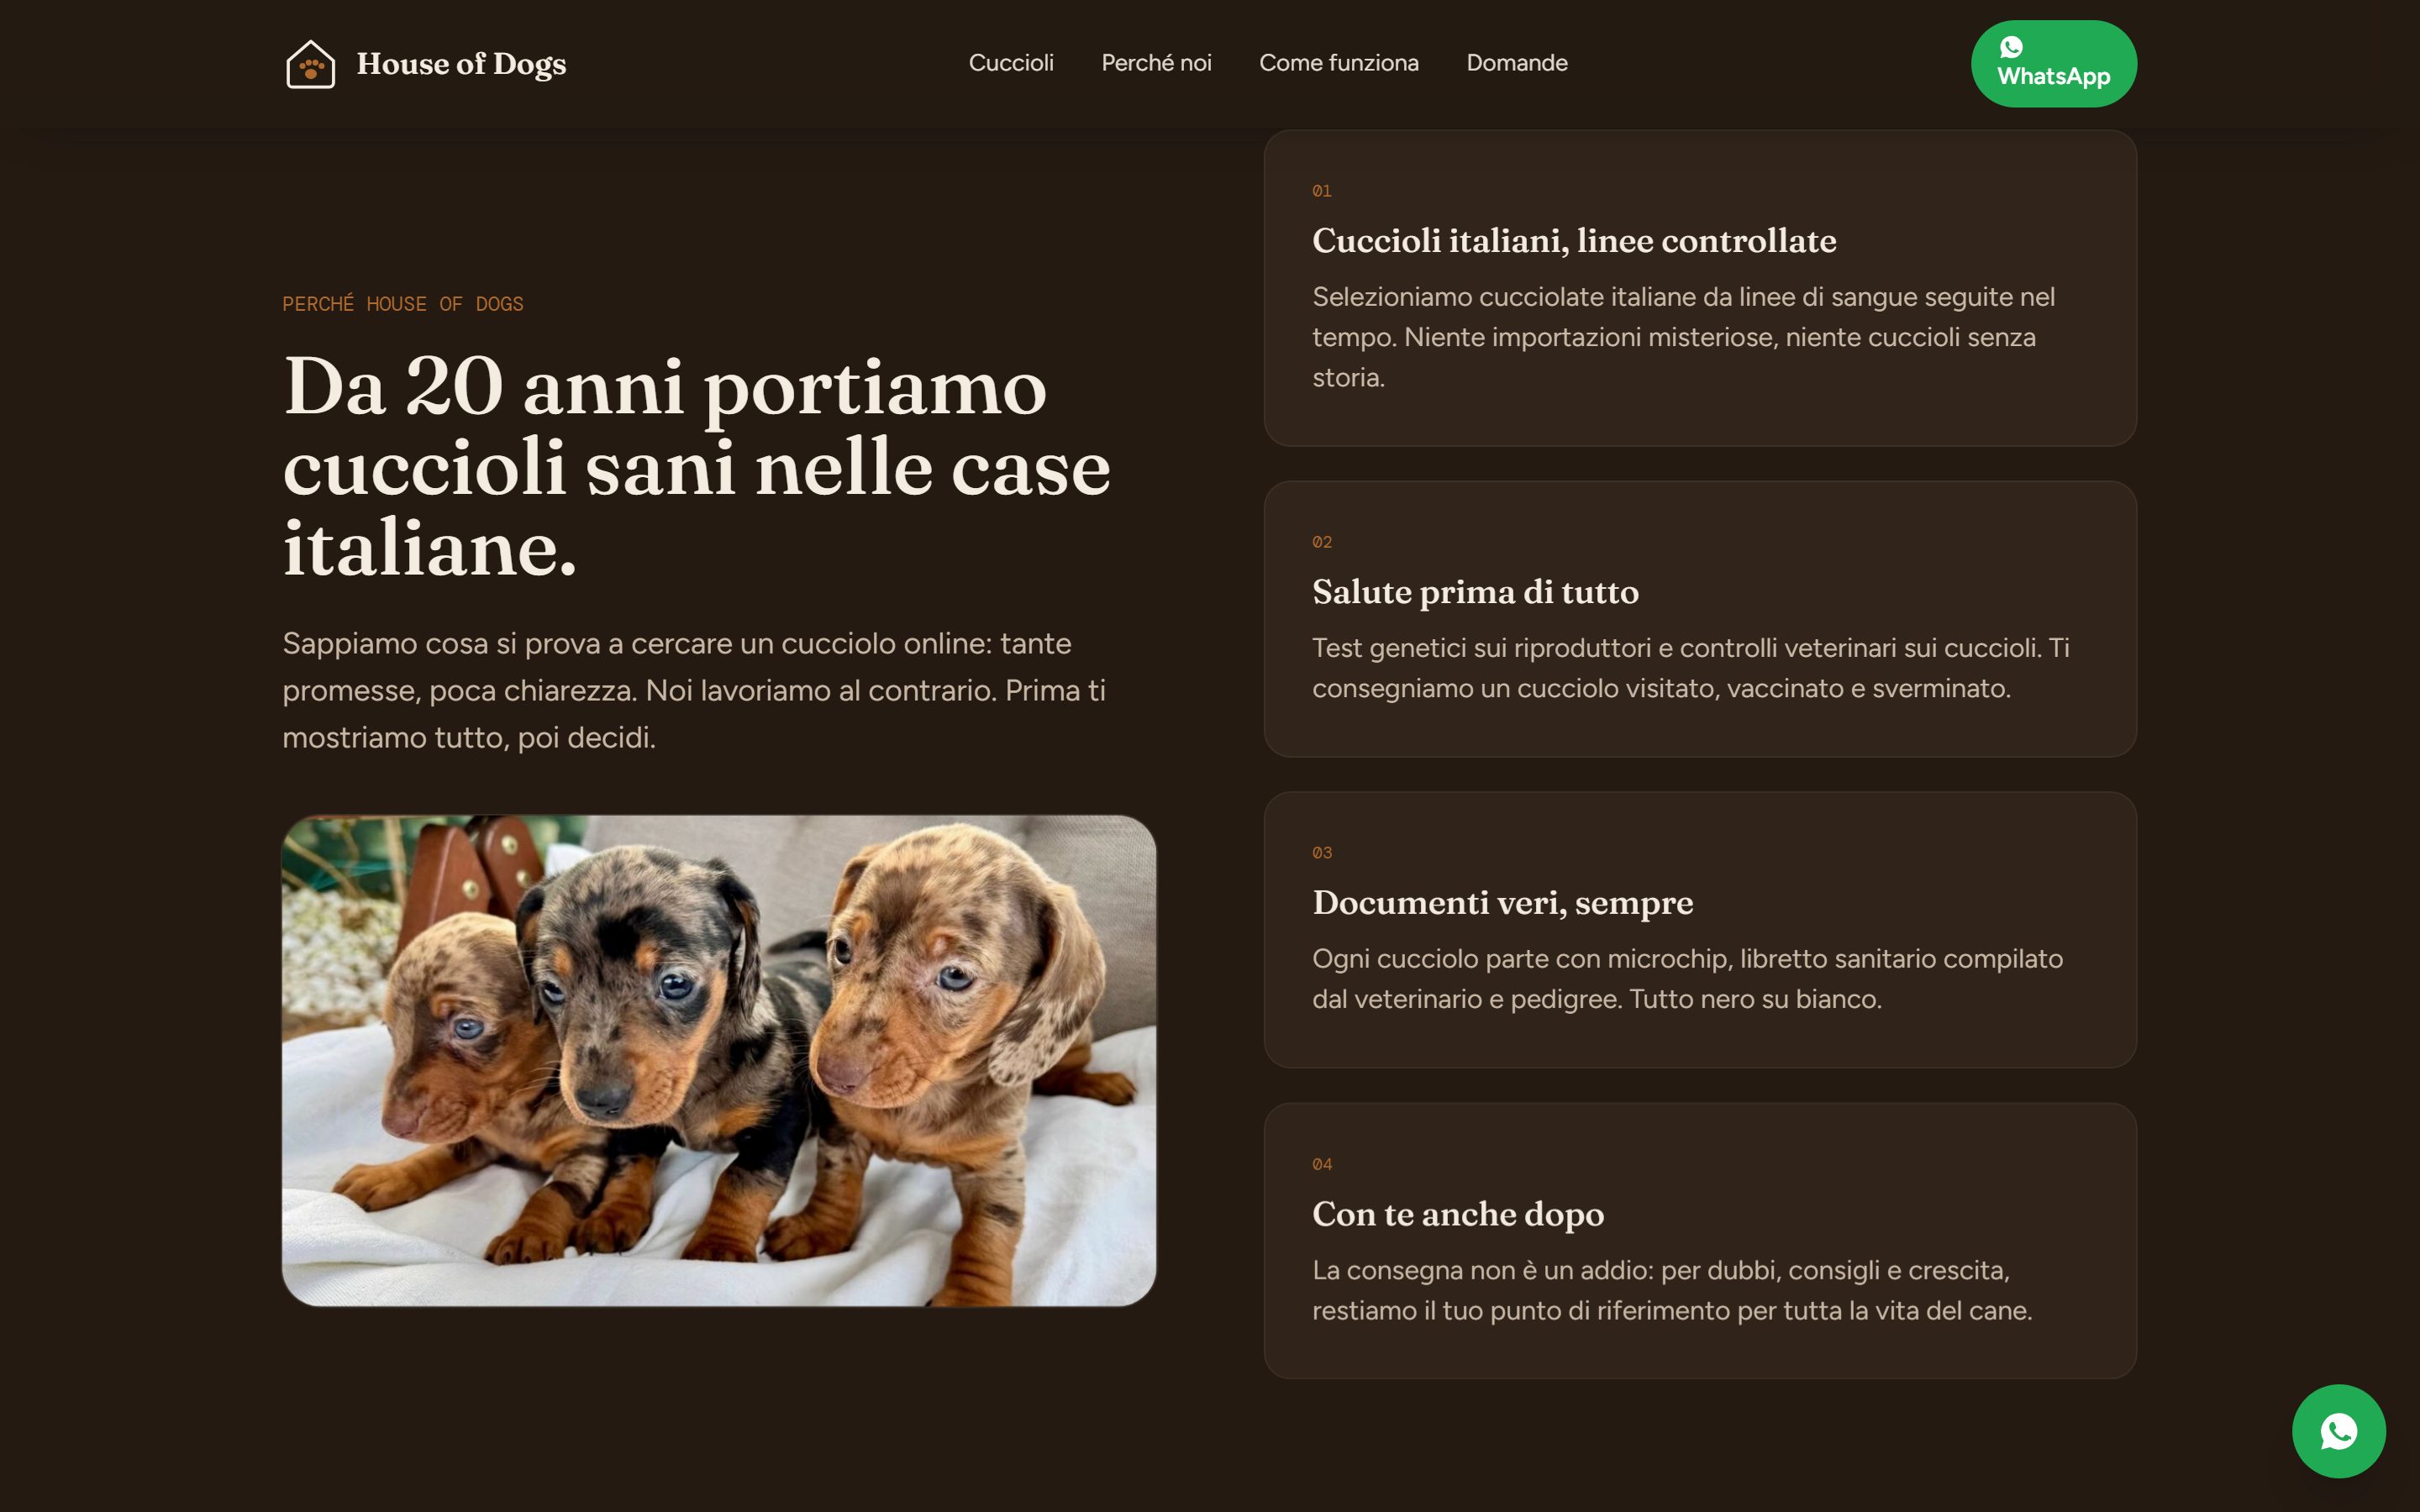 House of Dogs
Cuccioli
Perché noi
Come funziona
Domande
WhatsApp
PERCHÉ HOUSE OF DOGS
Da 20 anni portiamo
cuccioli sani nelle case
italiane.
Sappiamo cosa si prova a cercare un cucciolo online: tante
promesse, poca chiarezza. Noi lavoriamo al contrario. Prima ti
mostriamo tutto, poi decidi.
01
Cuccioli italiani, linee controllate
Selezioniamo cucciolate italiane da linee di sangue seguite nel
tempo. Niente importazioni misteriose, niente cuccioli senza
storia.
02
Salute prima di tutto
Test genetici sui riproduttori e controlli veterinari sui cuccioli. Ti
consegniamo un cucciolo visitato, vaccinato e sverminato.
03
Documenti veri, sempre
Ogni cucciolo parte con microchip, libretto sanitario compilato
dal veterinario e pedigree. Tutto nero su bianco.
04
Con te anche dopo
La consegna non è un addio: per dubbi, consigli e crescita,
restiamo il tuo punto di riferimento per tutta la vita del cane.